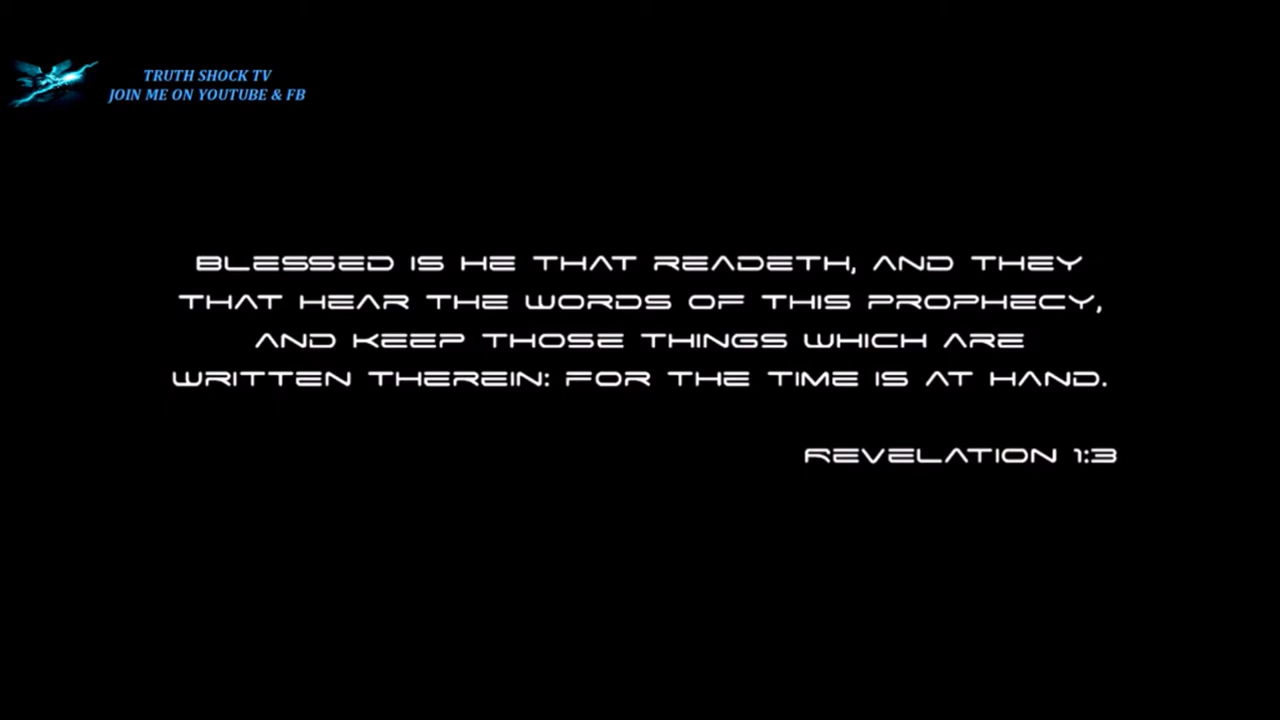 TRUTH SHOCK TV
JOIN ME ON YOUTUBE & FB
BLESSED IS HE THAT READETH, AND THEY
THAT HEAR THE WORDS OF THIS PROPHECY,
AND KEEP THOSE THINGS WHICH ARE
WRITTEN THEREIN: FOR THE TIME IS AT HAND.
REVELATION 1:3